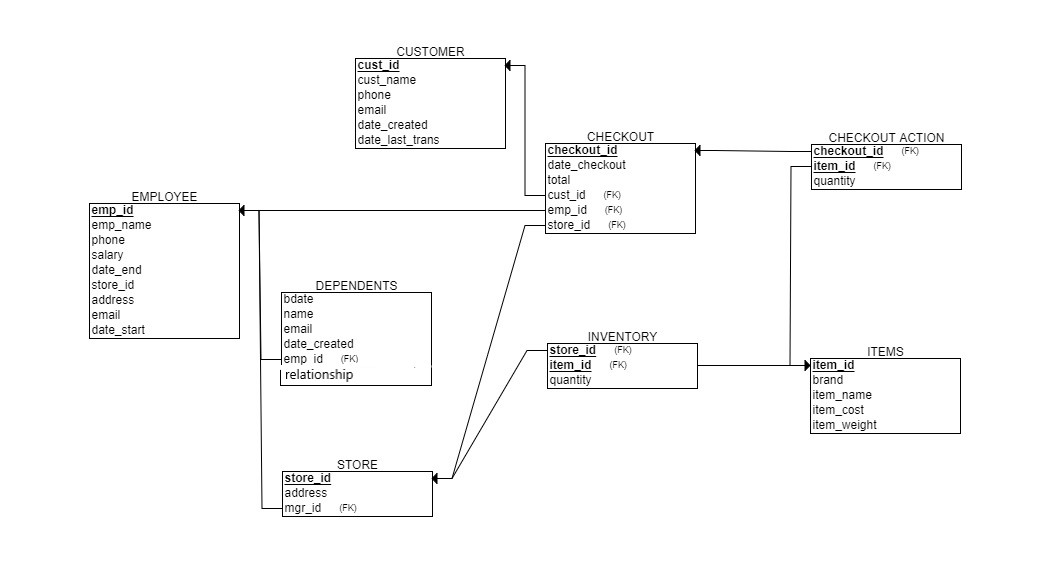 CUSTOMER
cust_id
cust_name
phone
email
date_created
date_last_trans
CHECKOUT
checkout_id
date_checkout
total
cust_id (FK)
emp_id (FK)
store_id (FK)
CHECKOUT ACTION
checkout_id (FK)
item_id (FK)
quantity
EMPLOYEE
emp_id
emp_name
phone
salary
date_end
store_id
address
email
date_start
DEPENDENTS
bdate
name
email
date_created
emp_id (FK)
relationship
INVENTORY
store_id (FK)
item_id (FK)
quantity
ITEMS
item_id
brand
item_name
item_cost
item_weight
STORE
store_id
address
mgr_id (FK)